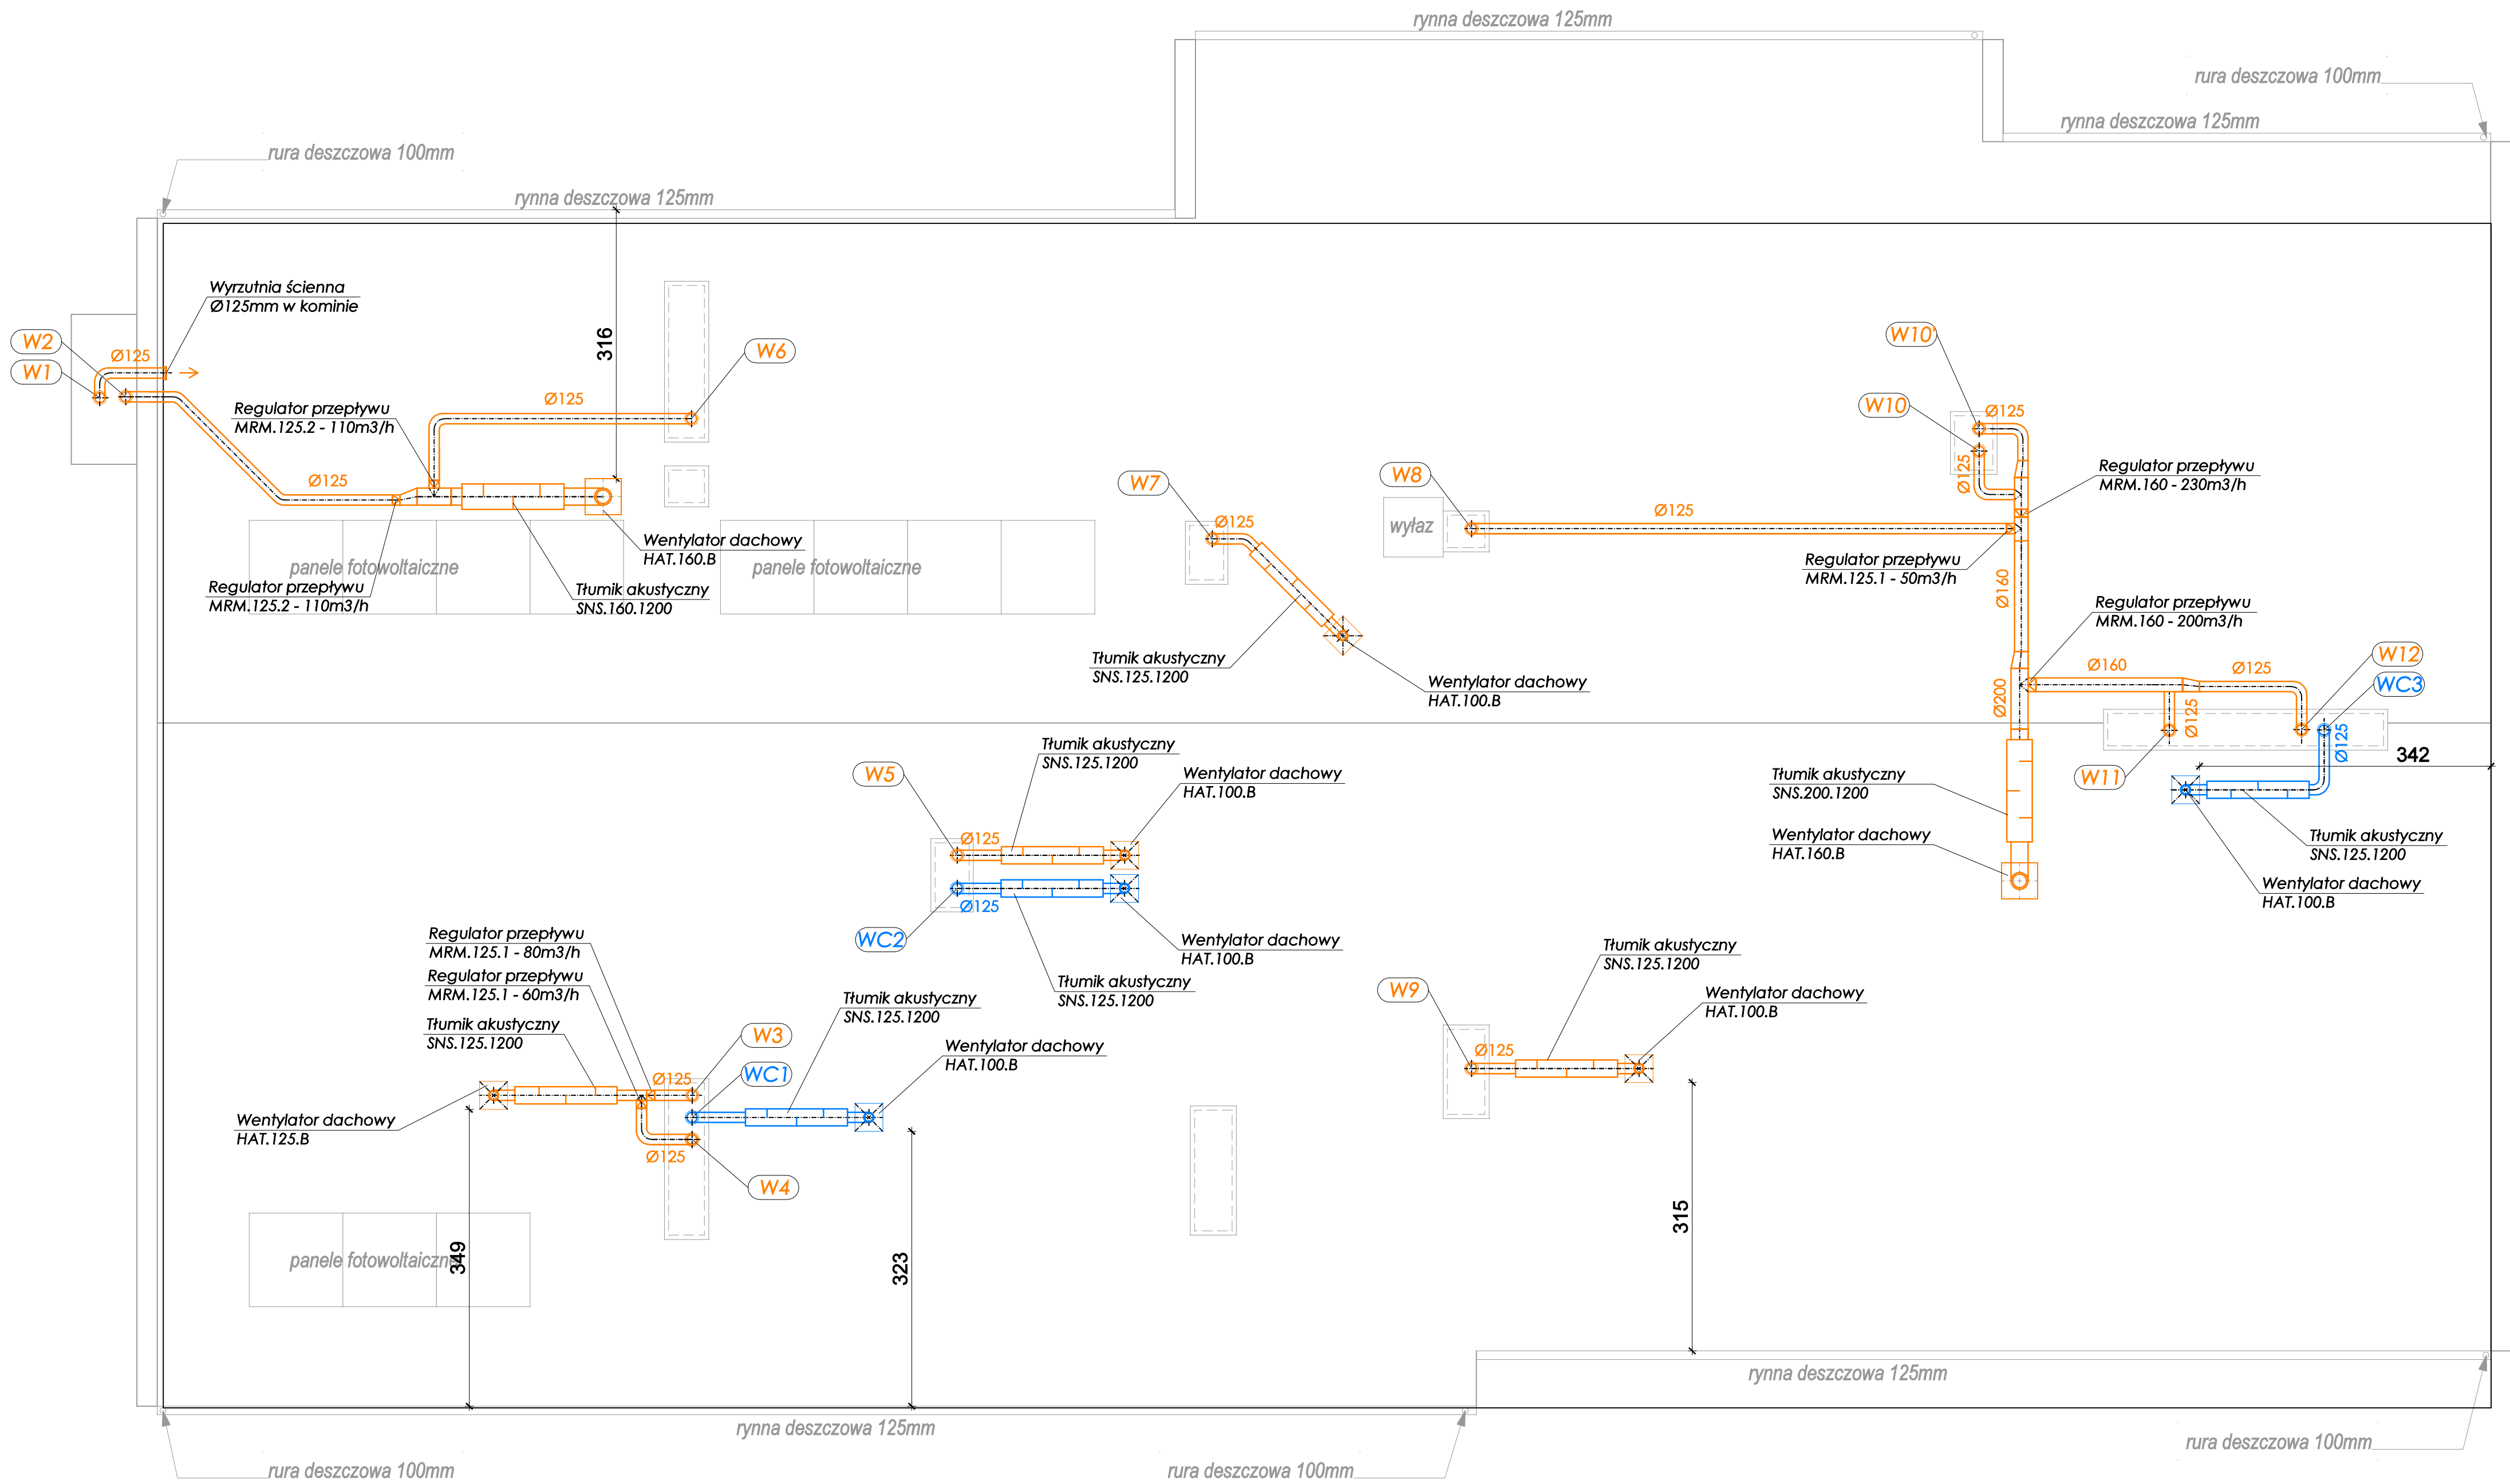 rynna deszczowa 125mm
rura deszczowa 100mm
rynna deszczowa 125mm
rura deszczowa 100mm
rynna deszczowa 125mm
Wyrzutnia ścienna
Ø125mm w kominie
W2
W1
Ø125
316
W6
Regulator przepływu
MRM.125.2 - 110m3/h
Ø125
Ø125
Wentylator dachowy
HAT.160.B
panele fotowoltaiczne
panele fotowoltaiczne
Regulator przepływu
MRM.125.2 - 110m3/h
Tłumik akustyczny
SNS.160.1200
W7
Ø125
Tłumik akustyczny
SNS.125.1200
Wentylator dachowy
HAT.100.B
W8
wyłaz
Ø125
W10'
W10
Ø125
Ø125
Regulator przepływu
MRM.160 - 230m3/h
Regulator przepływu
MRM.125.1 - 50m3/h
Ø160
Regulator przepływu
MRM.160 - 200m3/h
W12
WC3
Ø160
Ø125
Ø200
Ø125
Ø125
342
W11
Tłumik akustyczny
SNS.200.1200
Wentylator dachowy
HAT.160.B
Tłumik akustyczny
SNS.125.1200
Wentylator dachowy
HAT.100.B
Tłumik akustyczny
SNS.125.1200
W5
Wentylator dachowy
HAT.100.B
Ø125
Ø125
WC2
Wentylator dachowy
HAT.100.B
Tłumik akustyczny
SNS.125.1200
Regulator przepływu
MRM.125.1 - 80m3/h
Regulator przepływu
MRM.125.1 - 60m3/h
Tłumik akustyczny
SNS.125.1200
Tłumik akustyczny
SNS.125.1200
W3
WC1
Wentylator dachowy
HAT.100.B
Ø125
Wentylator dachowy
HAT.125.B
Ø125
W4
W9
Tłumik akustyczny
SNS.125.1200
Wentylator dachowy
HAT.100.B
Ø125
315
panele fotowoltaiczne
349
323
rynna deszczowa 125mm
rynna deszczowa 125mm
rura deszczowa 100mm
rura deszczowa 100mm
rura deszczowa 100mm